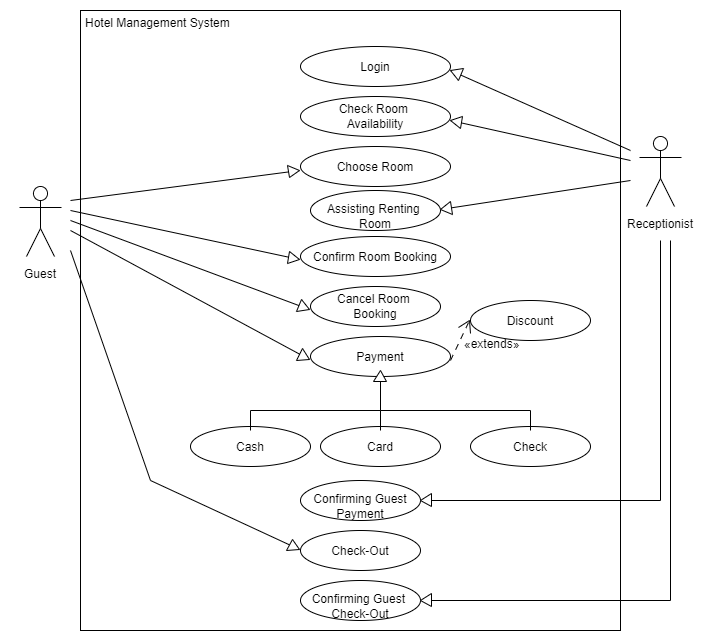 Hotel Management System
Login
Check Room
Availability
Choose Room
Assisting Renting
Room
Receptionist
Confirm Room Booking
Guest
Cancel Room
Booking
Discount
«extends»
Payment
Cash
Card
Check
Confirming Guest
Payment
Check-Out
Confirming Guest
Check-Out